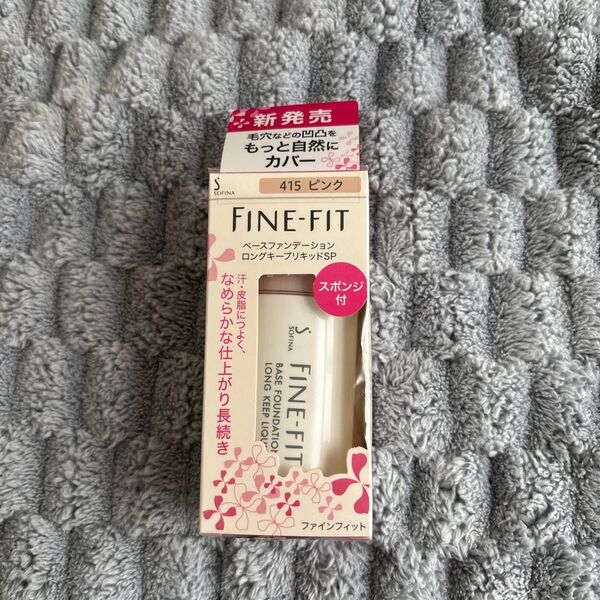 新発売
毛穴などの凹凸を
もっと自然に
カバー
SOFINA
415 ピンク
FINE-FIT
ベースファンデーション
ロングキープリキッドSP
スポンジ
付
汗・皮脂につよく、
なめらかな仕上がり長続き
SOFINA
FINE-FIT
BASE FOUNDATION
LONG KEEP LIQU
ファインフィット